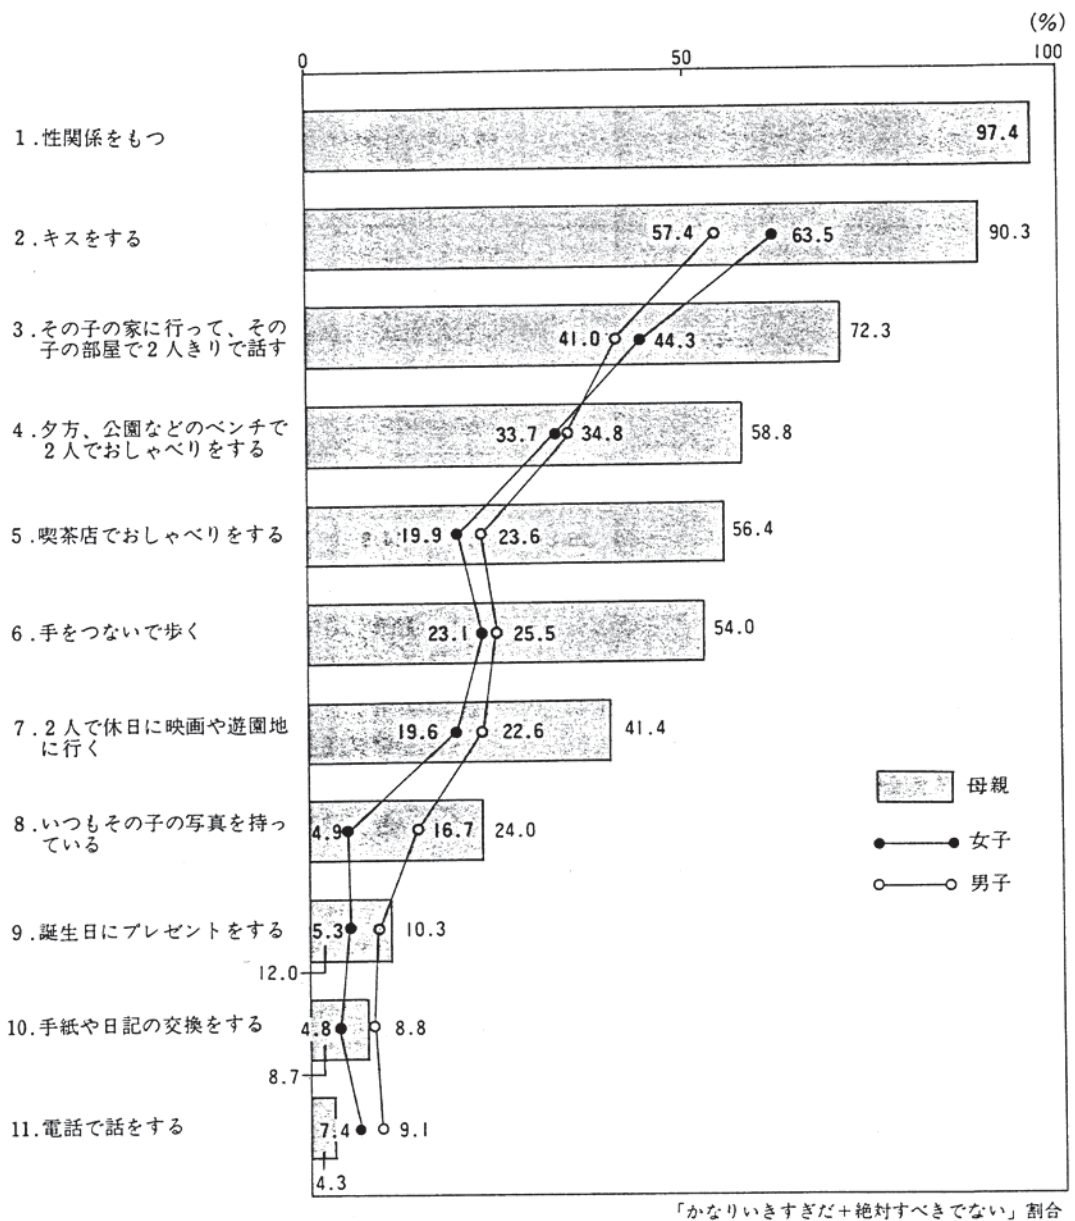 (%)
0 50 100
1.性関係をもつ 97.4
2.キスをする 57.4 63.5 90.3
3.その子の家に行って、その
子の部屋で2人きりで話す 41.0 44.3 72.3
4.夕方、公園などのベンチで
2人でおしゃべりをする 33.7 34.8 58.8
5.喫茶店でおしゃべりをする 19.9 23.6 56.4
6.手をつないで歩く 23.1 25.5 54.0
7.2人で休日に映画や遊園地
に行く 19.6 22.6 41.4
8.いつもその子の写真を持っ
ている 4.9 16.7 24.0
9.誕生日にプレゼントをする 5.3 10.3
12.0
10.手紙や日記の交換をする 4.8 8.8
8.7
11.電話で話をする 7.4 9.1
4.3
母親
女子
男子
「かなりいきすぎだ+絶対すべきでない」割合